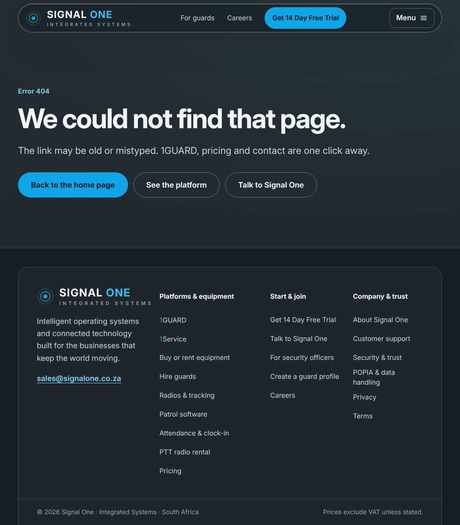 SIGNAL ONE
INTEGRATED SYSTEMS
For guards
Careers
Get 14 Day Free Trial
Menu
Error 404
We could not find that page.
The link may be old or mistyped. 1GUARD, pricing and contact are one click away.
Back to the home page
See the platform
Talk to Signal One
SIGNAL ONE
INTEGRATED SYSTEMS
Intelligent operating systems
and connected technology
built for the businesses that
keep the world moving.
sales@signalone.co.za
Platforms & equipment
1GUARD
1Service
Buy or rent equipment
Hire guards
Radios & tracking
Patrol software
Attendance & clock-in
PTT radio rental
Pricing
Start & join
Get 14 Day Free Trial
Talk to Signal One
For security officers
Create a guard profile
Careers
Company & trust
About Signal One
Customer support
Security & trust
POPIA & data
handling
Privacy
Terms
© 2026 Signal One · Integrated Systems · South Africa
Prices exclude VAT unless stated.